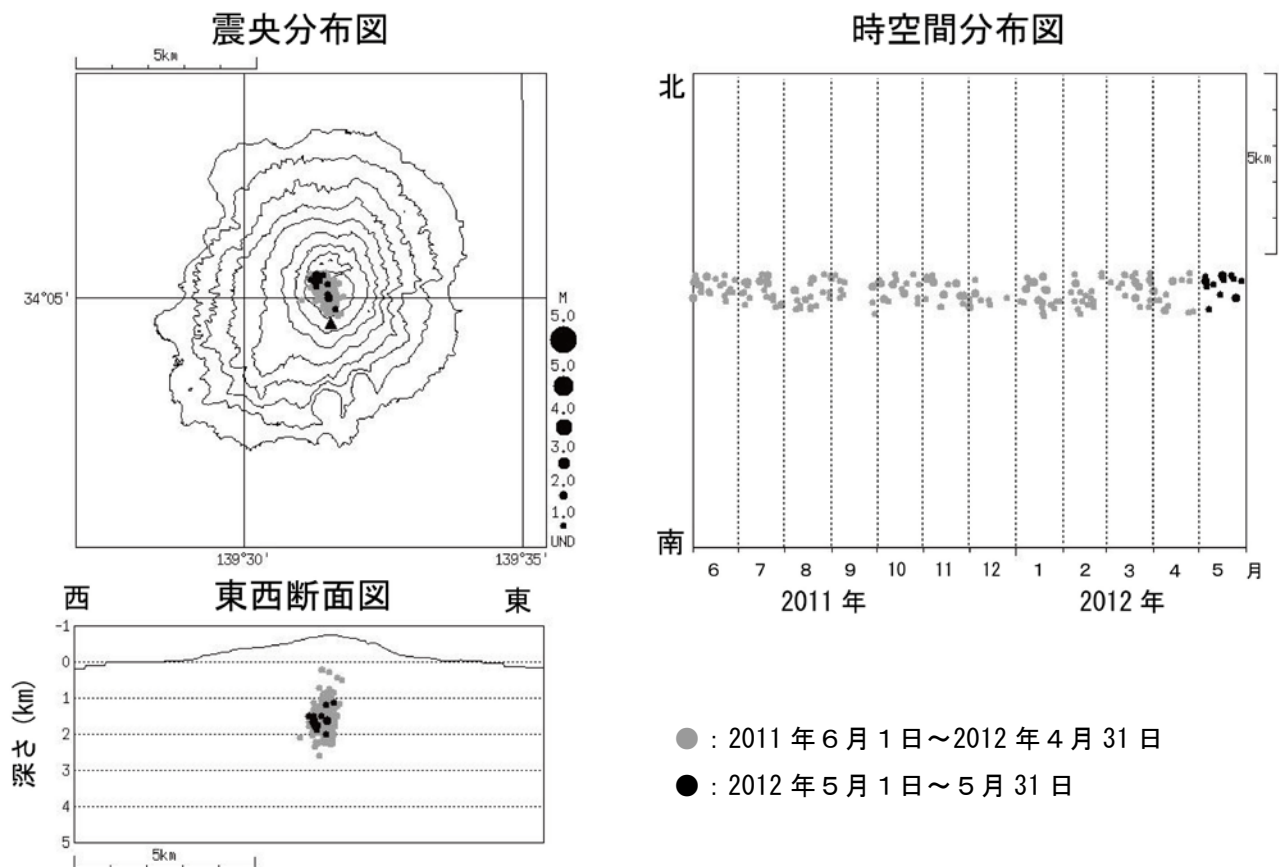 震央分布図
5km
34°05'
139°30'
139°35'
M
5.0
5.0
4.0
3.0
2.0
1.0
UND
時空間分布図
北
南
5km
6 7 8 9 10 11 12 1 2 3 4 5 月
2011 年 2012 年
西 東西断面図 東
深さ (km)
-1
0
1
2
3
4
5
5km
● : 2011 年 6 月 1 日～2012 年 4 月 31 日
● : 2012 年 5 月 1 日～ 5 月 31 日